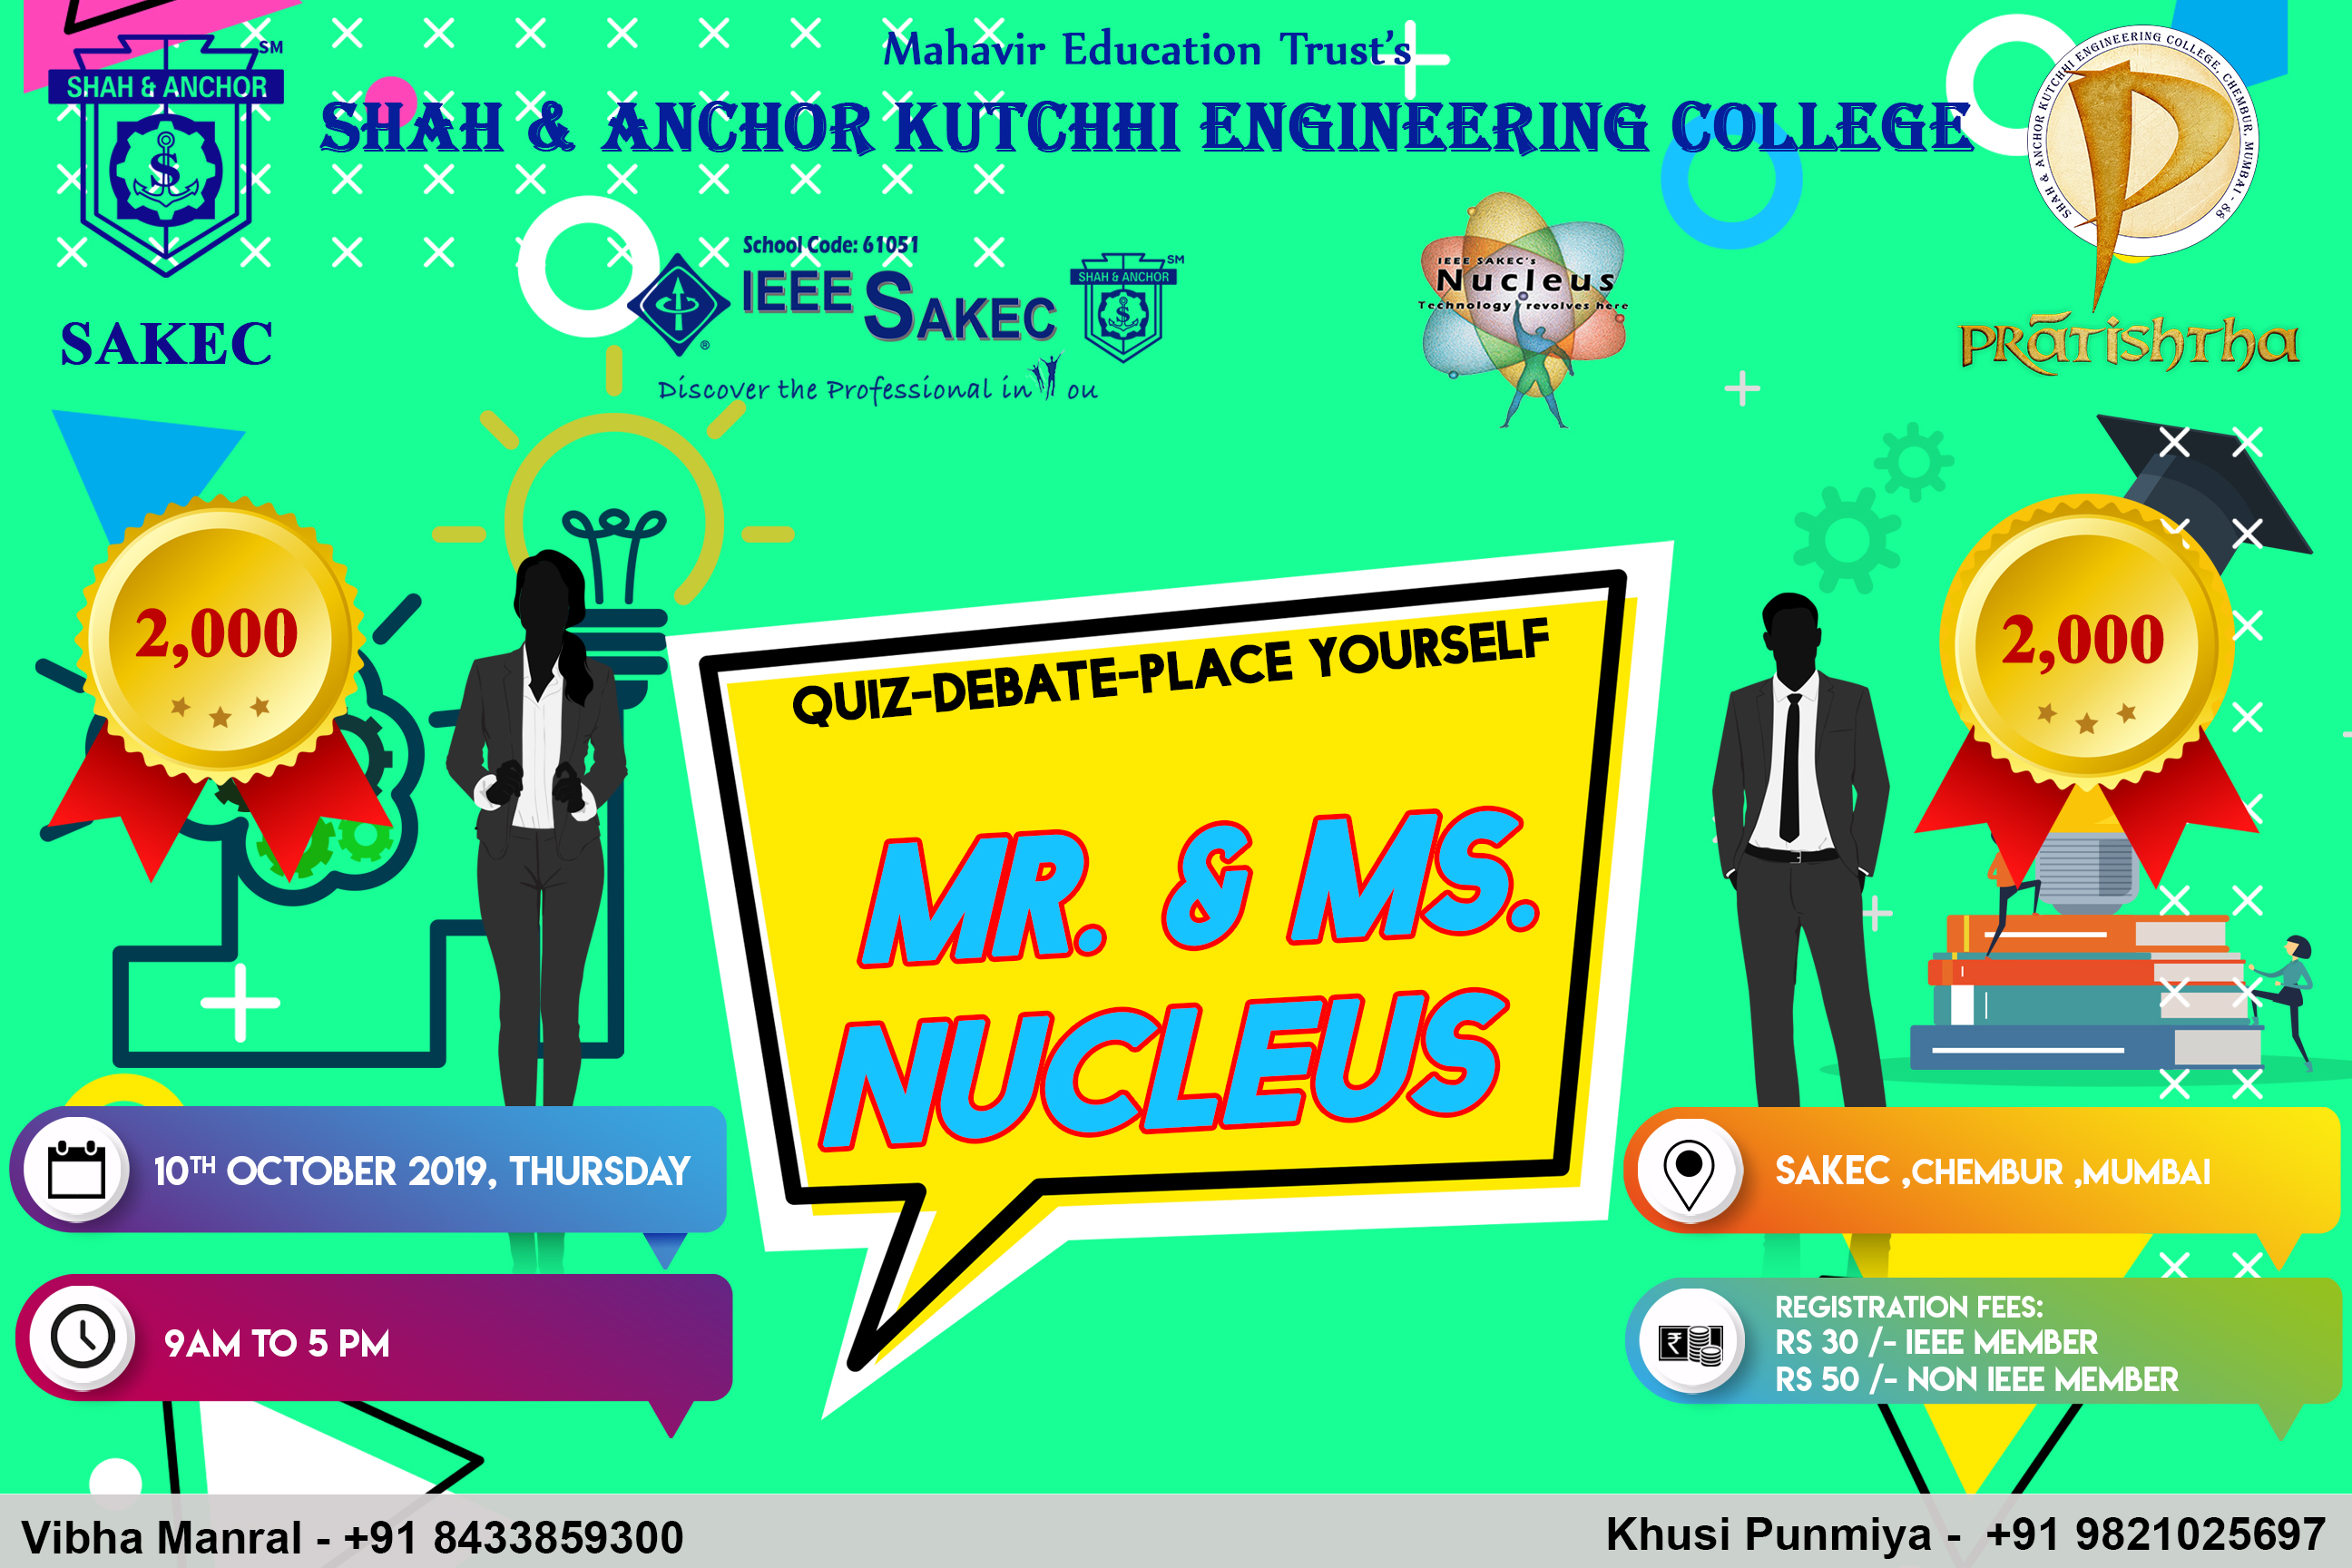 Mahavir Education Trust's
SHAH & ANCHOR KUTCHHI ENGINEERING COLLEGE
SM
SHAH & ANCHOR
S
SAKEC
School Code: 61051
IEEE SAKEC
®
SM
SHAH & ANCHOR
S
Discover the Professional in You
IEEE SAKEC's
Nucleus
Technology revolves here
SHAH & ANCHOR KUTCHHI ENGINEERING COLLEGE, CHEMBUR, MUMBAI - 88
P
PRATISHTHA
2,000
2,000
QUIZ-DEBATE-PLACE YOURSELF
MR. & MS.
NUCLEUS
10TH OCTOBER 2019, THURSDAY
9AM TO 5 PM
SAKEC ,CHEMBUR ,MUMBAI
₹
REGISTRATION FEES:
RS 30 /- IEEE MEMBER
RS 50 /- NON IEEE MEMBER
Vibha Manral - +91 8433859300
Khusi Punmiya - +91 9821025697